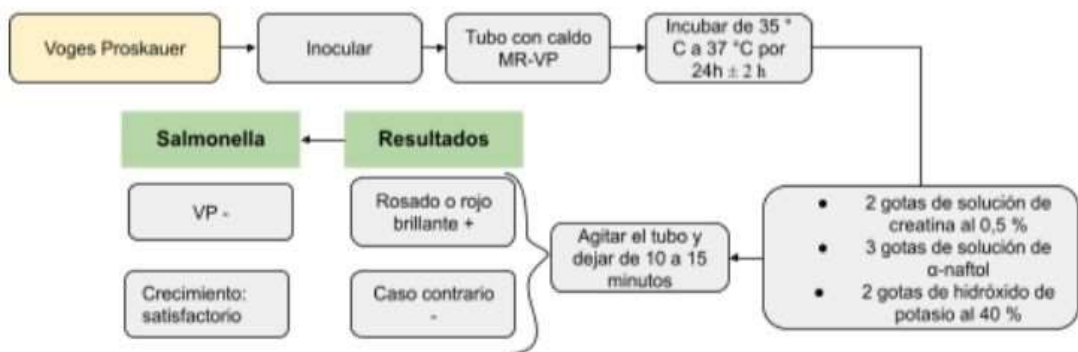 Voges Proskauer
Inocular
Tubo con caldo
MR-VP
Incubar de 35 °
C a 37 °C por
24h ± 2 h
• 2 gotas de solución de
creatina al 0,5 %
• 3 gotas de solución de
α-naftol
• 2 gotas de hidróxido de
potasio al 40 %
Agitar el tubo y
dejar de 10 a 15
minutos
Resultados
Rosado o rojo
brillante +
Caso contrario
-
Salmonella
VP -
Crecimiento:
satisfactorio